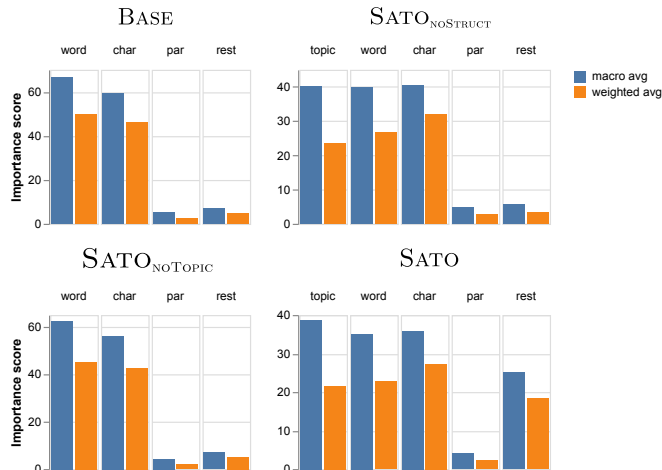 BASE
SATO_NOSTRUCT
word char par rest
topic word char par rest
macro avg
weighted avg
Importance score
60
40
20
0
40
30
20
10
0
SATO_NOTOPIC
SATO
word char par rest
topic word char par rest
Importance score
60
40
20
0
40
30
20
10
0